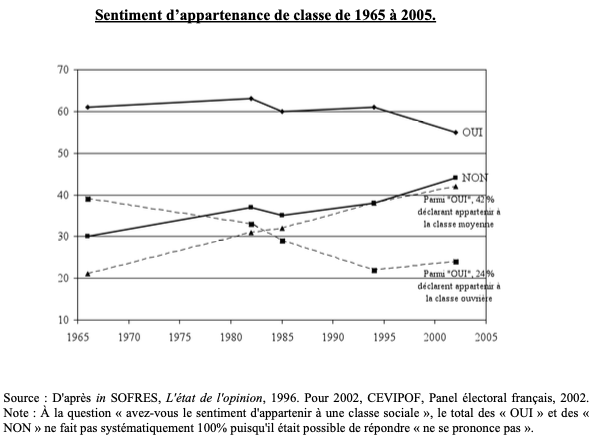 Sentiment d’appartenance de classe de 1965 à 2005.
70
60
50
40
30
20
10
OUI
NON
Parmi "OUI", 42%
déclarant appartenir à
la classe moyenne
Parmi "OUI", 24%
déclarent appartenir à
la classe ouvrière
1965 1970 1975 1980 1985 1990 1995 2000 2005
Source : D'après in SOFRES, L'état de l'opinion, 1996. Pour 2002, CEVIPOF, Panel électoral français, 2002.
Note : À la question « avez-vous le sentiment d'appartenir à une classe sociale », le total des « OUI » et des «
NON » ne fait pas systématiquement 100% puisqu'il était possible de répondre « ne se prononce pas ».